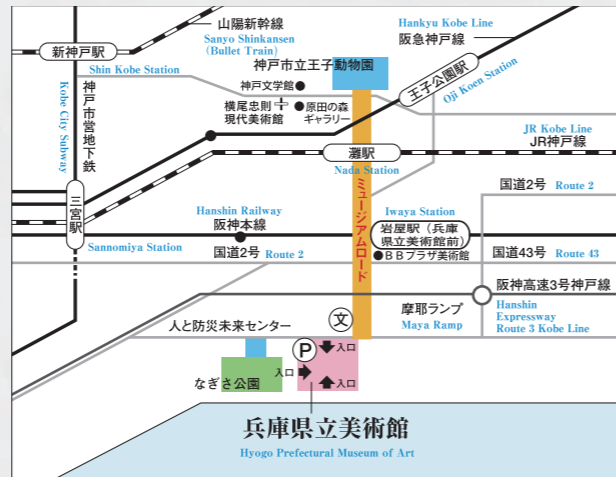 山陽新幹線
Sanyo Shinkansen
(Bullet Train)
Hankyu Kobe Line
阪急神戸線
新神戸駅
Shin Kobe Station
神戸市立王子動物園
神戸文学館
王子公園駅
Oji Koen Station
横尾忠則
現代美術館
原田の森
ギャラリー
神戸市営地下鉄
Kobe City Subway
JR Kobe Line
JR神戸線
灘駅
Nada Station
ミュージアムロード
国道2号 Route 2
三宮駅
Sannomiya Station
Hanshin Railway
阪神本線
Iwaya Station
岩屋駅(兵庫
県立美術館前)
国道2号 Route 2
BBプラザ美術館
国道43号 Route 43
阪神高速3号神戸線
Hanshin
Expressway
Route 3 Kobe Line
摩耶ランプ
Maya Ramp
人と防災未来センター
文
P
入口
入口
入口
なぎさ公園
兵庫県立美術館
Hyogo Prefectural Museum of Art